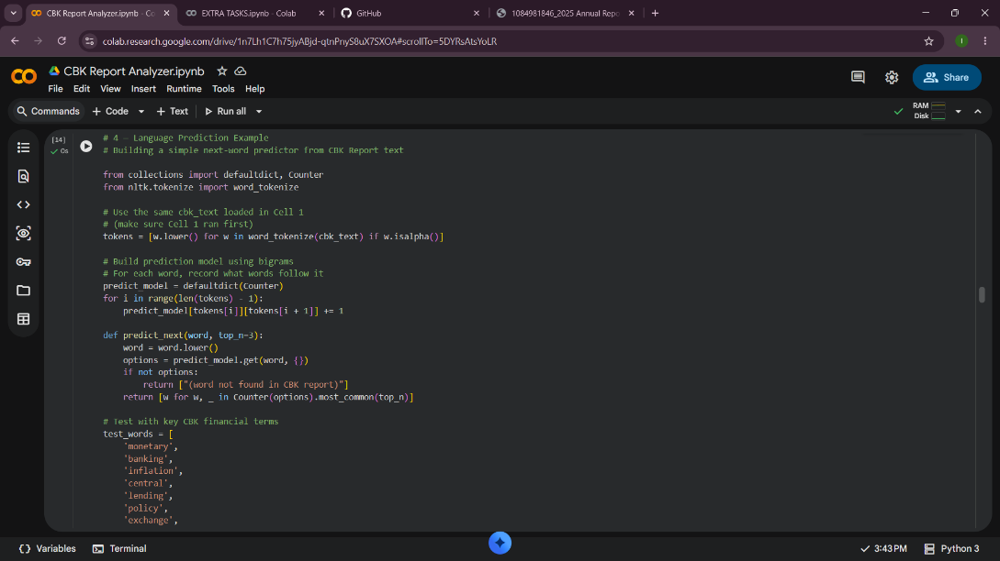 CBK Report Analyzer.ipynb - Co
EXTRA TASKS.ipynb - Colab
GitHub
1084981846_2025 Annual Repo
colab.research.google.com/drive/1n7Lh1C7h75jyABjd-qtnPnyS8uX7SXOA#scrollTo=5DYRsAtsYoLR
I
CBK Report Analyzer.ipynb
File Edit View Insert Runtime Tools Help
Share
Commands + Code + Text Run all
RAM
Disk
[14]
0s
# 4 — Language Prediction Example
# Building a simple next-word predictor from CBK Report text
from collections import defaultdict, Counter
from nltk.tokenize import word_tokenize
# Use the same cbk_text loaded in Cell 1
# (make sure Cell 1 ran first)
tokens = [w.lower() for w in word_tokenize(cbk_text) if w.isalpha()]
# Build prediction model using bigrams
# For each word, record what words follow it
predict_model = defaultdict(Counter)
for i in range(len(tokens) - 1):
    predict_model[tokens[i]][tokens[i + 1]] += 1
def predict_next(word, top_n=3):
    word = word.lower()
    options = predict_model.get(word, {})
    if not options:
        return ["(word not found in CBK report)"]
    return [w for w, _ in Counter(options).most_common(top_n)]
# Test with key CBK financial terms
test_words = [
    'monetary',
    'banking',
    'inflation',
    'central',
    'lending',
    'policy',
    'exchange',
Variables
Terminal
3:43 PM
Python 3